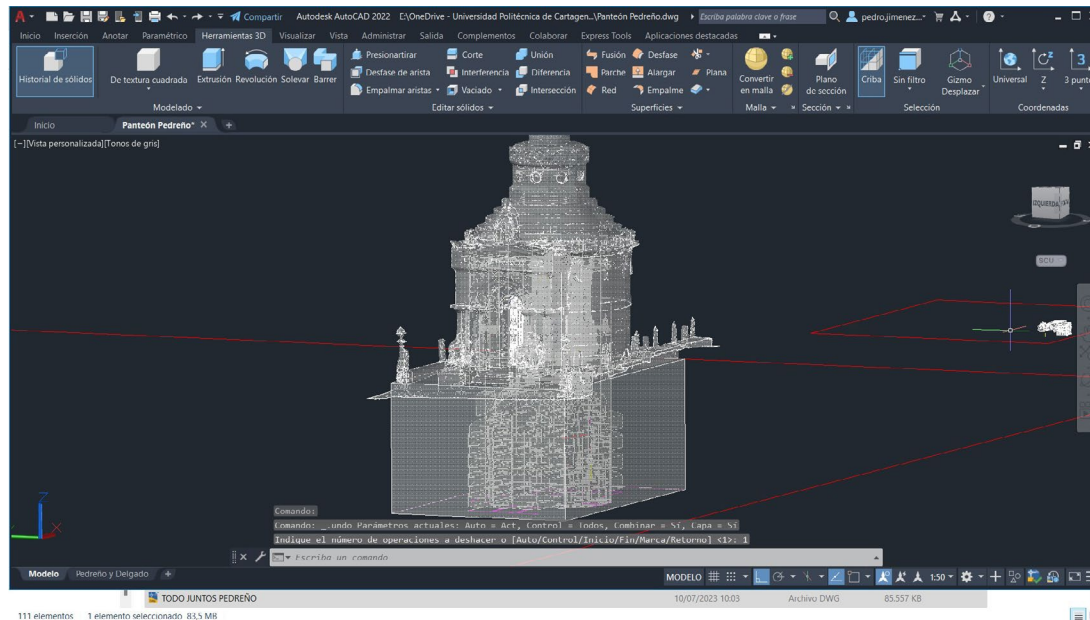 Compartir Autodesk AutoCAD 2022 E:\OneDrive - Universidad Politécnica de Cartagen...\Panteón Pedreño.dwg Escriba palabra clave o frase pedro.jimenez...
Inicio Inserción Anotar Paramétrico Herramientas 3D Visualizar Vista Administrar Salida Complementos Colaborar Express Tools Aplicaciones destacadas
Presionartirar Corte Unión Fusión Desfase
Desfase de arista Interferencia Diferencia Parche Alargar Plana
Empalmar aristas Vaciado Intersección Red Empalme
Historial de sólidos De textura cuadrada Extrusión Revolución Solevar Barrer Convertir en malla Plano de sección Criba Sin filtro Gizmo Desplazar Universal Z 3 punto
Modelado Editar sólidos Superficies Malla Sección Selección Coordenadas
Inicio Panteón Pedreño* +
[−][Vista personalizada][Tonos de gris]
IZQUIERDA
SCU
Z
X
Comando:
Comando: _.undo Parámetros actuales: Auto = Act, Control = Todos, Combinar = Sí, Capa = Sí
Indique el número de operaciones a deshacer o [Auto/Control/Inicio/Fin/Marca/Retorno] <1>: 1
Escriba un comando
Modelo Pedreño y Delgado + MODELO 1:50
TODO JUNTOS PEDREÑO 10/07/2023 10:03 Archivo DWG 85.557 KB
111 elementos 1 elemento seleccionado 83,5 MB